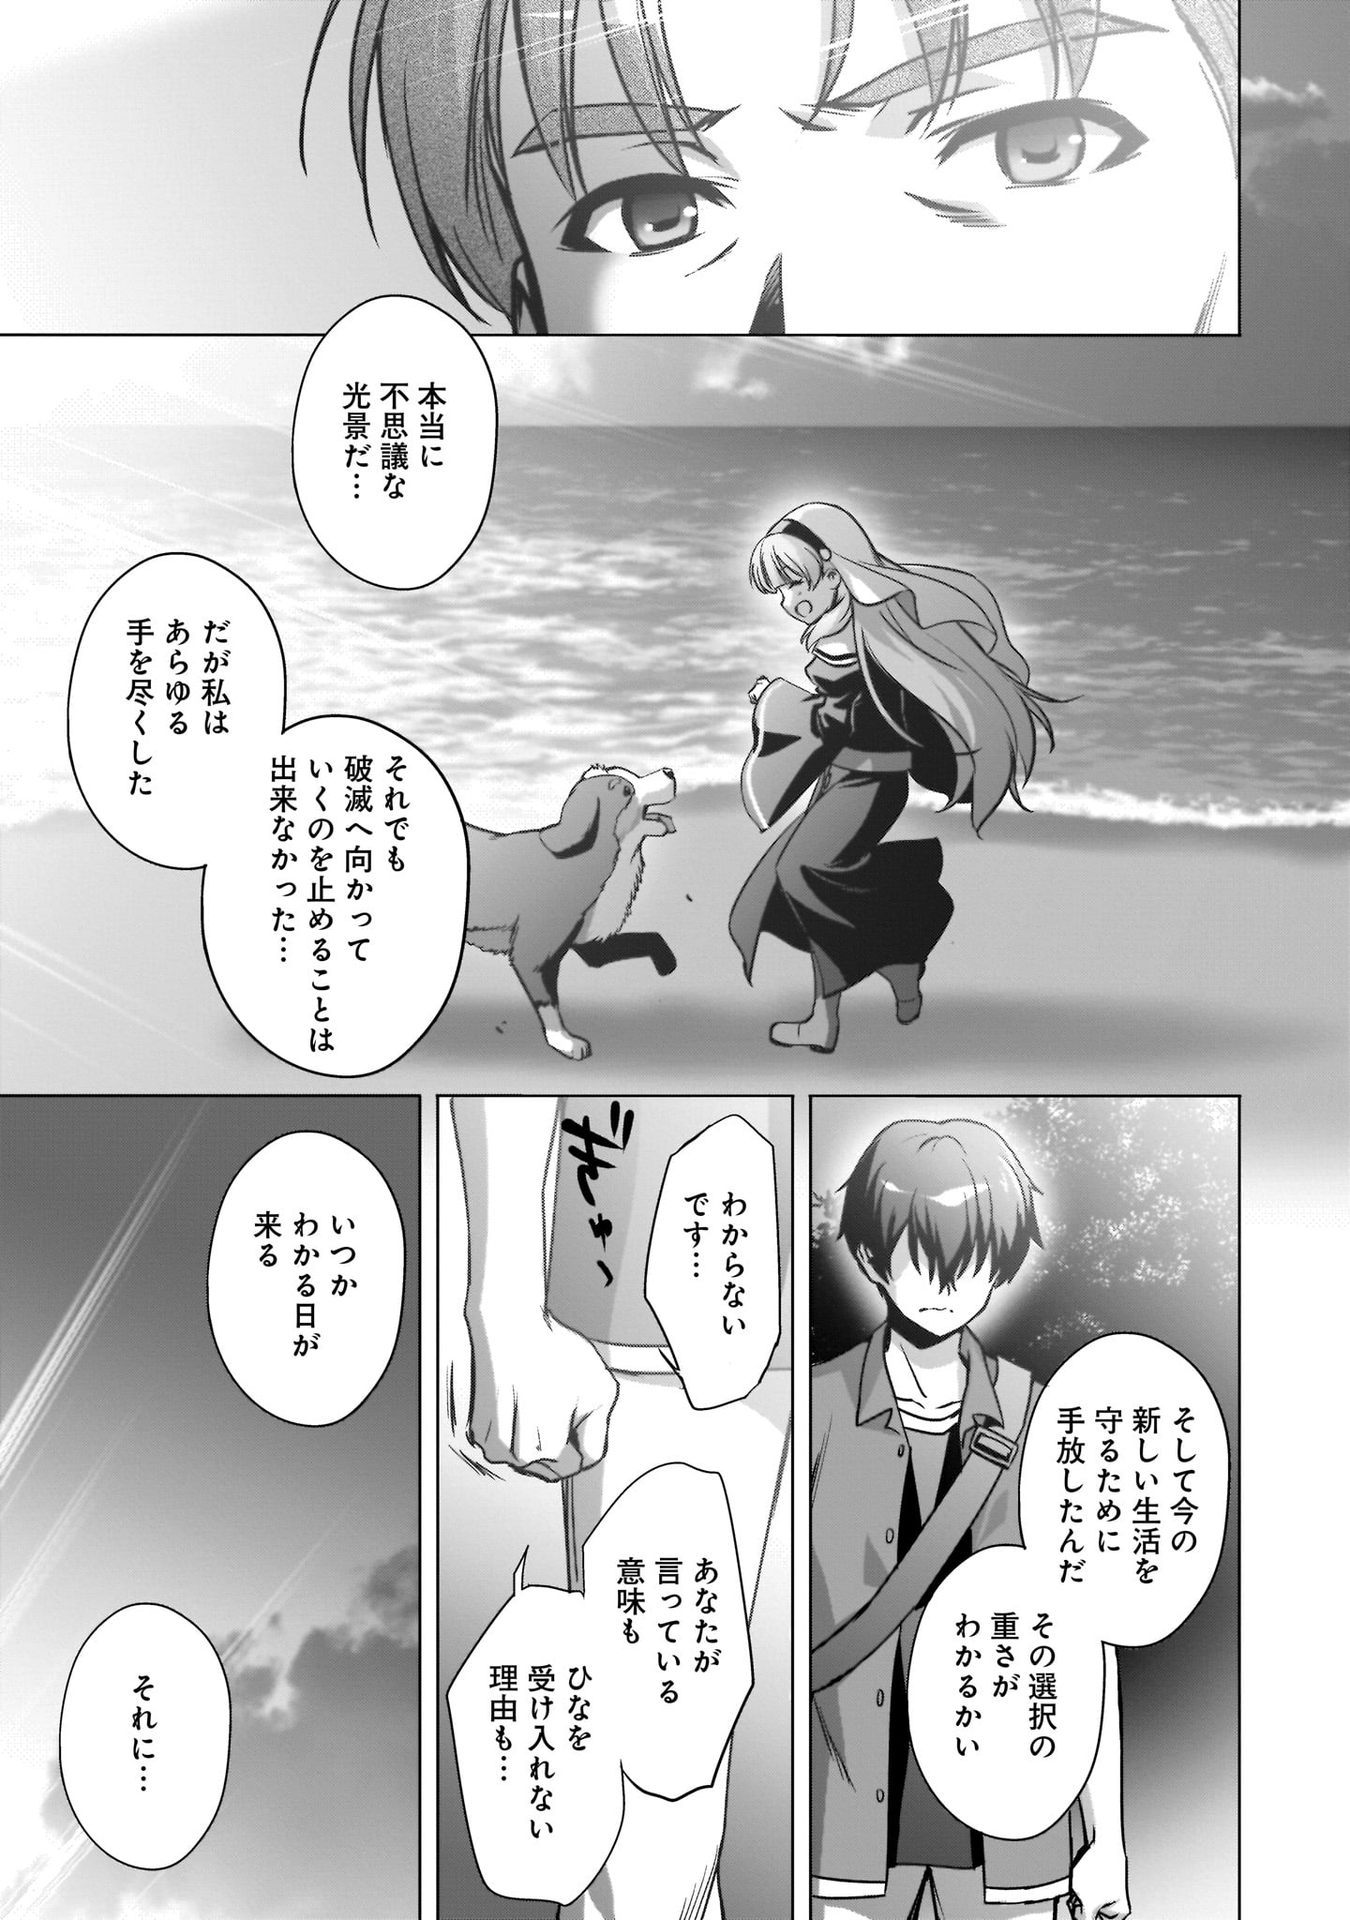 本当に
不思議な
光景だ…
だが私は
あらゆる
手を尽くした
それでも
破滅へ向かって
いくのを止めることは
出来なかった…
そして今の
新しい生活を
守るために
手放したんだ
その選択の
重さが
わかるかい
わからない
です…
あなたが
言っている
意味も
ひなを
受け入れない
理由も…
いつか
わかる日が
来る
それに…